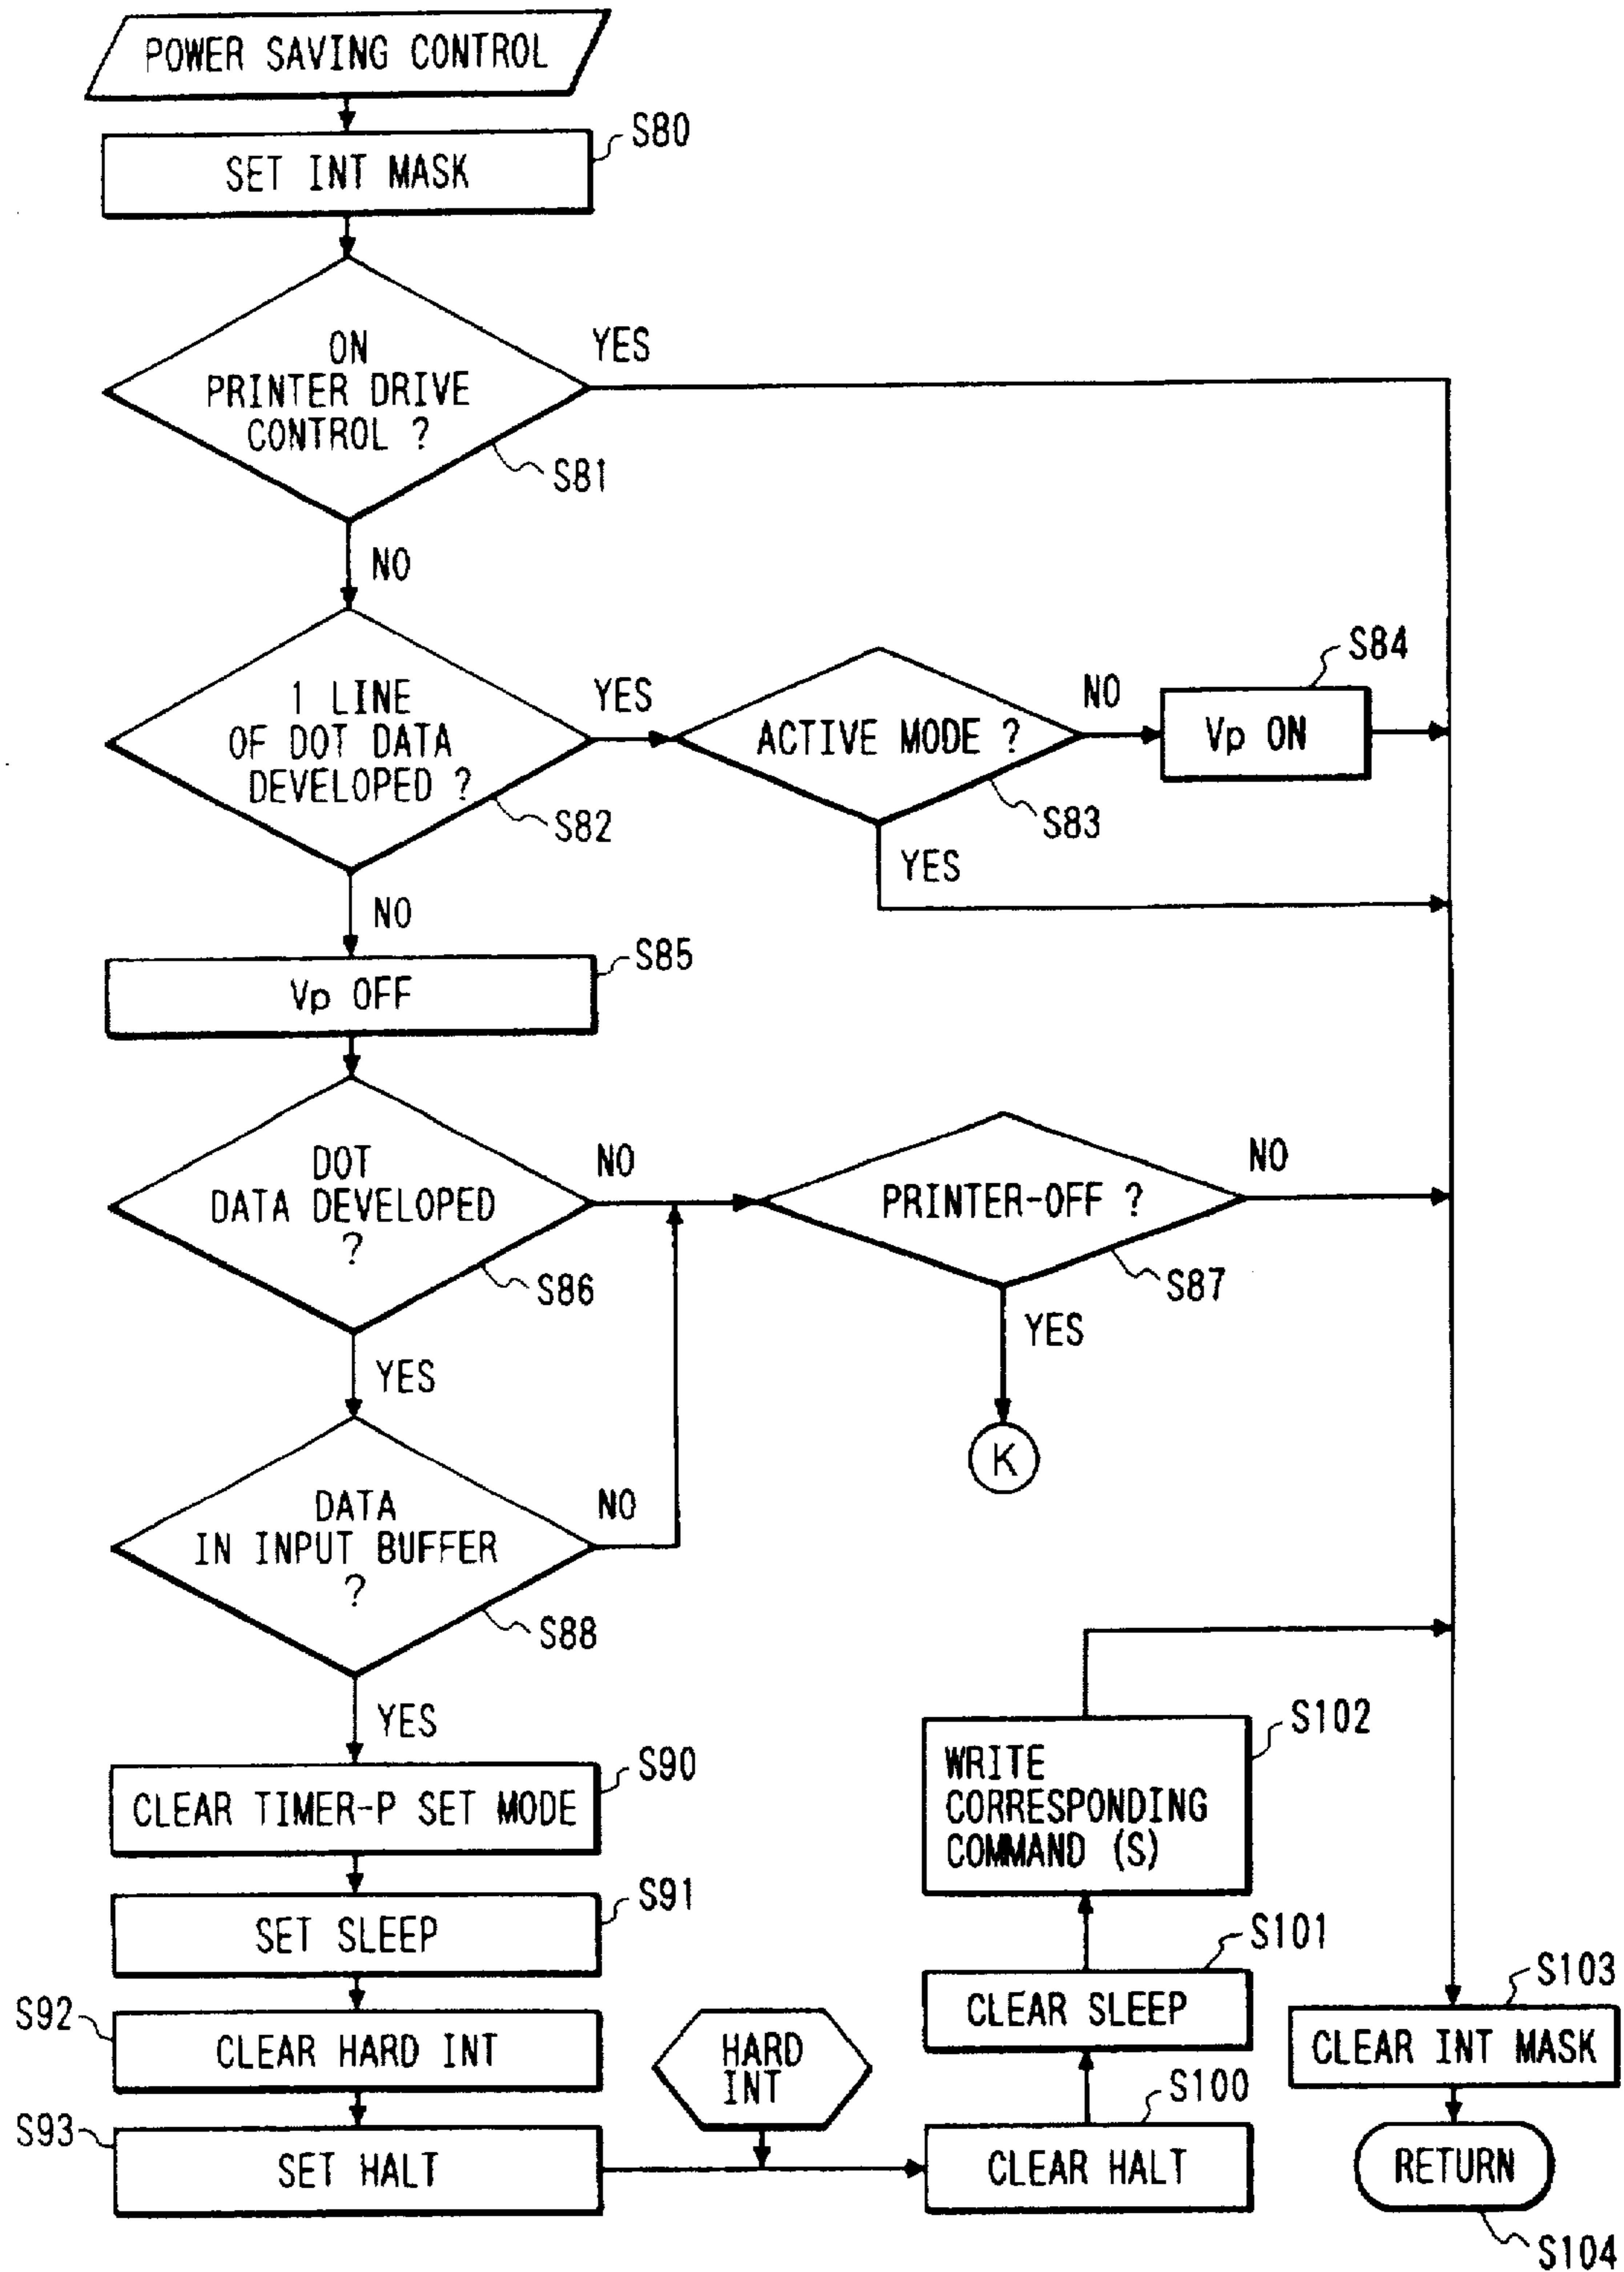 POWER SAVING CONTROL
S80
SET INT MASK
ON
PRINTER DRIVE
CONTROL ?
YES
S81
NO
1 LINE
OF DOT DATA
DEVELOPED ?
YES
S82
ACTIVE MODE ?
NO
S83
YES
S84
Vp ON
NO
S85
Vp OFF
DOT
DATA DEVELOPED
?
NO
S86
PRINTER-OFF ?
NO
S87
YES
K
YES
DATA
IN INPUT BUFFER
?
NO
S88
YES
S90
CLEAR TIMER-P SET MODE
S91
SET SLEEP
S92
CLEAR HARD INT
S93
SET HALT
HARD
INT
S100
CLEAR HALT
S101
CLEAR SLEEP
S102
WRITE
CORRESPONDING
COMMAND (S)
S103
CLEAR INT MASK
RETURN
S104